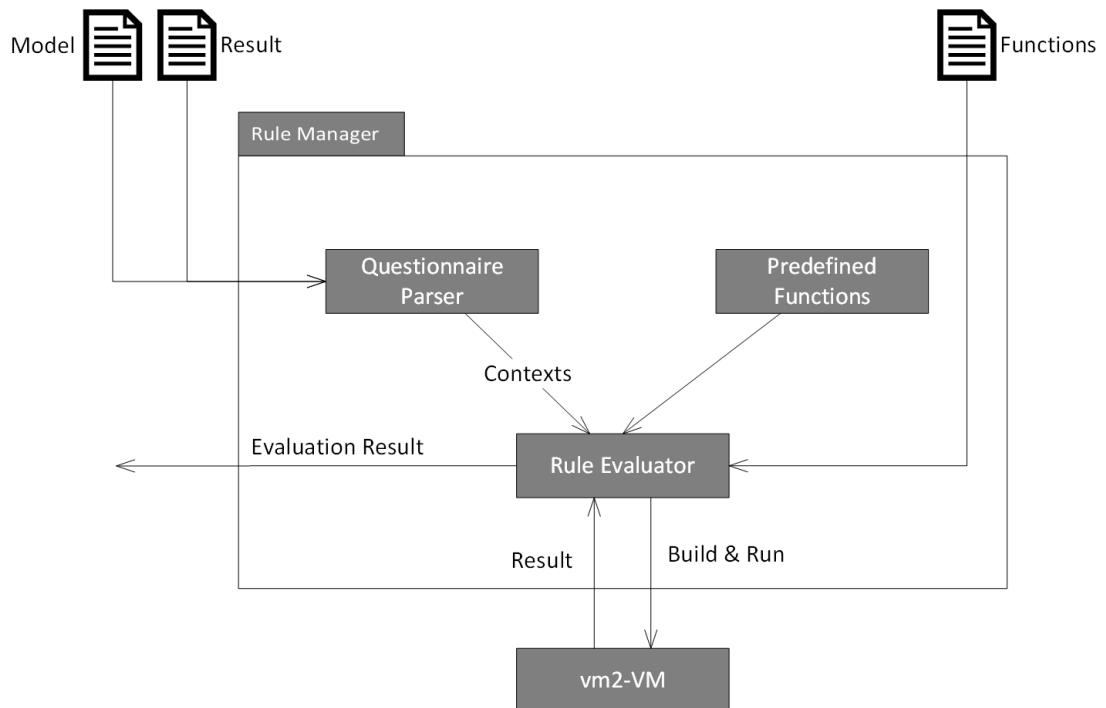 Model
Result
Functions
Rule Manager
Questionnaire
Parser
Predefined
Functions
Contexts
Evaluation Result
Rule Evaluator
Result
Build & Run
vm2-VM